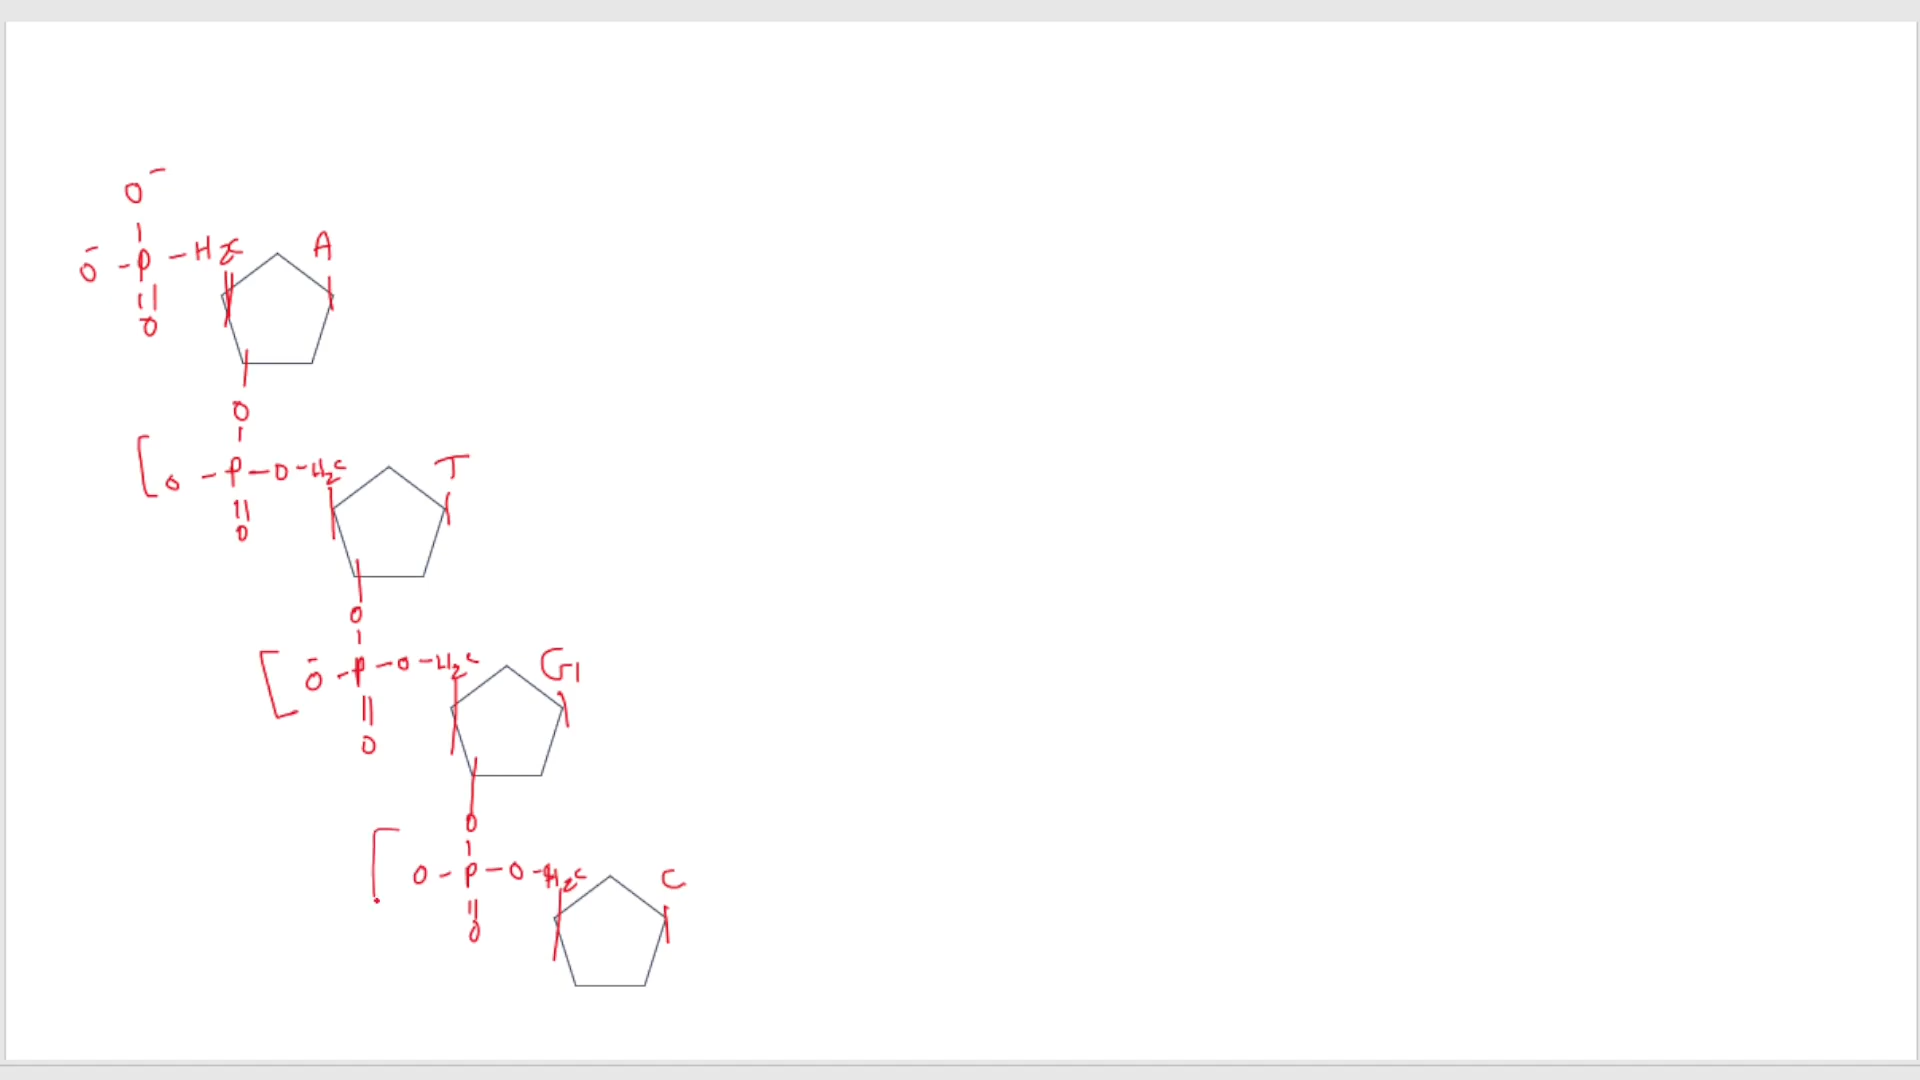 O⁻
O⁻ - P - H₂C A
O
O
O - P - O - H₂C T
O
O
O⁻ - P - O - H₂C G
O
O
O - P - O - H₂C C
O